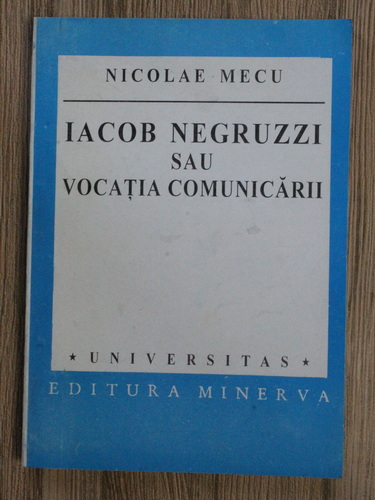 NICOLAE MECU
IACOB NEGRUZZI
SAU
VOCAȚIA COMUNICĂRII
★ UNIVERSITAS ★
EDITURA MINERVA